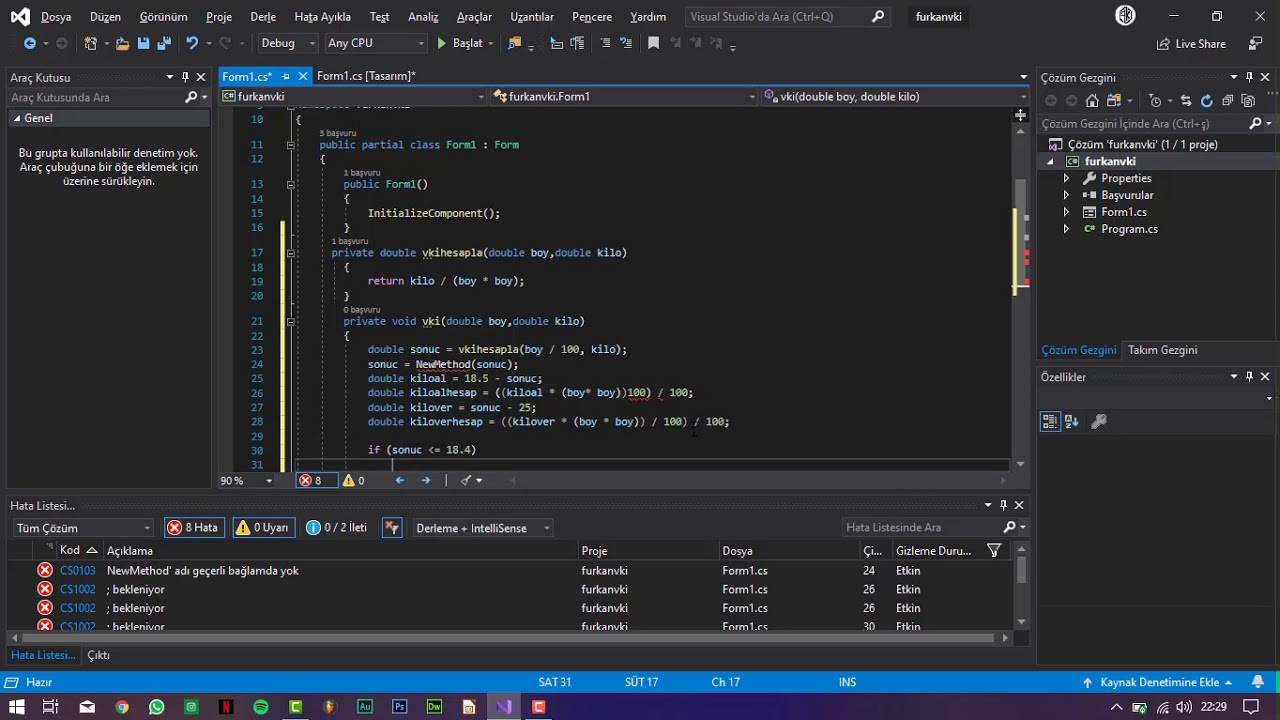 Dosya Düzen Görünüm Proje Derle Hata Ayıkla Test Analiz Araçlar Uzantılar Pencere Yardım Visual Studio'da Ara (Ctrl+Q) furkanvki
Debug Any CPU Başlat Live Share
Araç Kutusu
Araç Kutusunda Ara
Genel
Bu grupta kullanılabilir denetim yok.
Araç çubuğuna bir öğe eklemek için
üzerine sürükleyin.
Form1.cs* Form1.cs [Tasarım]*
furkanvki furkanvki.Form1 vki(double boy, double kilo)
10 {
3 başvuru
11 public partial class Form1 : Form
12 {
1 başvuru
13 public Form1()
14 {
15 InitializeComponent();
16 }
1 başvuru
17 private double vkihesapla(double boy,double kilo)
18 {
19 return kilo / (boy * boy);
20 }
0 başvuru
21 private void vki(double boy,double kilo)
22 {
23 double sonuc = vkihesapla(boy / 100, kilo);
24 sonuc = NewMethod(sonuc);
25 double kiloal = 18.5 - sonuc;
26 double kiloalhesap = ((kiloal * (boy* boy))100) / 100;
27 double kilover = sonuc - 25;
28 double kiloverhesap = ((kilover * (boy * boy)) / 100) / 100;
29
30 if (sonuc <= 18.4)
31
90 % 8 0
Çözüm Gezgini
Çözüm Gezgini İçinde Ara (Ctrl+ş)
Çözüm 'furkanvki' (1 / 1 proje)
furkanvki
Properties
Başvurular
Form1.cs
Program.cs
Çözüm Gezgini Takım Gezgini
Özellikler
Hata Listesi...
Tüm Çözüm 8 Hata 0 Uyarı 0 / 2 İleti Derleme + IntelliSense Hata Listesinde Ara
Kod Açıklama Proje Dosya Çi... Gizleme Duru...
CS0103 NewMethod' adı geçerli bağlamda yok furkanvki Form1.cs 24 Etkin
CS1002 ; bekleniyor furkanvki Form1.cs 26 Etkin
CS1002 ; bekleniyor furkanvki Form1.cs 26 Etkin
CS1002 ; bekleniyor furkanvki Form1.cs 30 Etkin
Hata Listesi... Çıktı
Hazır SAT 31 SÜT 17 Ch 17 INS Kaynak Denetimine Ekle
Au Ps Dw 22:29